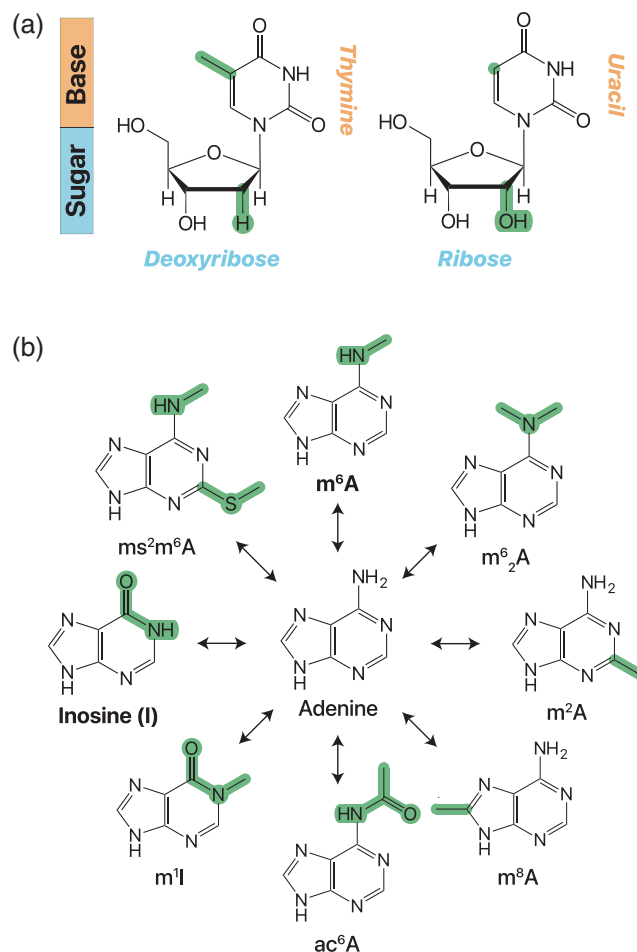 (a)
Base
Sugar
O
NH
N
O
HO
O
H
H
OH
H
Thymine
Deoxyribose
O
NH
N
O
HO
O
H
H
OH
OH
Uracil
Ribose
(b)
HN
N
N
N
N
H
m⁶A
HN
N
N
N
N
H
S
ms²m⁶A
N
N
N
N
N
H
m⁶₂A
O
N
NH
N
N
H
Inosine (I)
NH₂
N
N
N
N
H
Adenine
NH₂
N
N
N
N
H
m²A
O
N
N
N
N
H
m¹I
HN
O
N
N
N
N
H
ac⁶A
NH₂
N
N
N
N
H
m⁸A